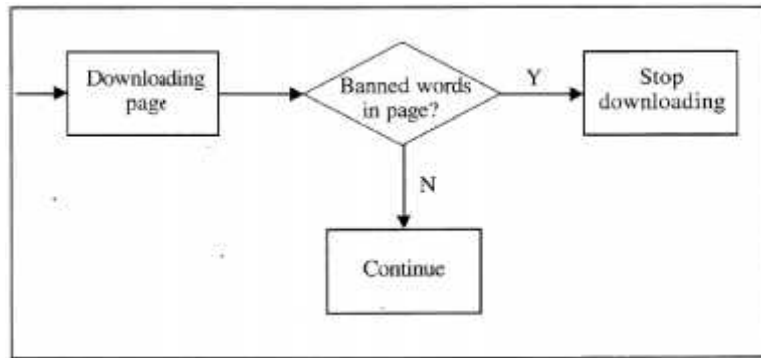 Downloading
page
Banned words
in page?
Y
Stop
downloading
N
Continue